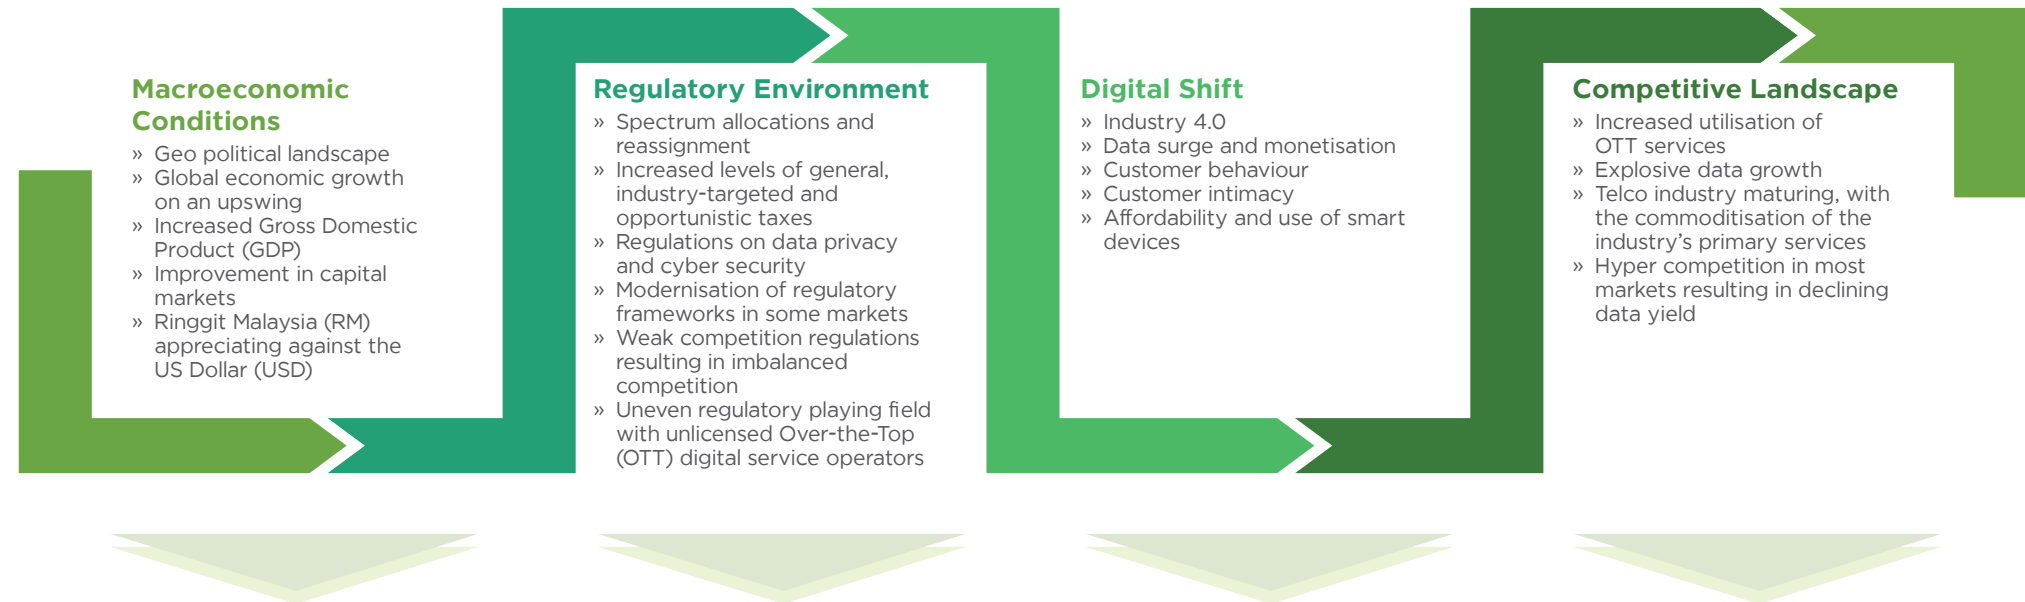 Macroeconomic
Conditions
» Geo political landscape
» Global economic growth
on an upswing
» Increased Gross Domestic
Product (GDP)
» Improvement in capital
markets
» Ringgit Malaysia (RM)
appreciating against the
US Dollar (USD)
Regulatory Environment
» Spectrum allocations and
reassignment
» Increased levels of general,
industry-targeted and
opportunistic taxes
» Regulations on data privacy
and cyber security
» Modernisation of regulatory
frameworks in some markets
» Weak competition regulations
resulting in imbalanced
competition
» Uneven regulatory playing field
with unlicensed Over-the-Top
(OTT) digital service operators
Digital Shift
» Industry 4.0
» Data surge and monetisation
» Customer behaviour
» Customer intimacy
» Affordability and use of smart
devices
Competitive Landscape
» Increased utilisation of
OTT services
» Explosive data growth
» Telco industry maturing, with
the commoditisation of the
industry's primary services
» Hyper competition in most
markets resulting in declining
data yield